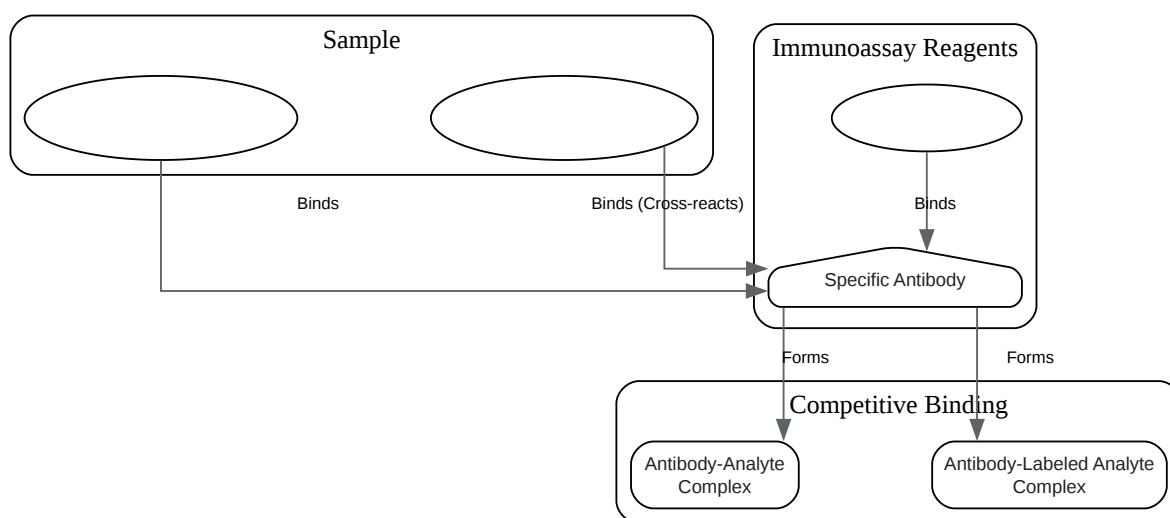 Sample
Immunoassay Reagents
Binds
Binds (Cross-reacts)
Binds
Specific Antibody
Forms
Forms
Competitive Binding
Antibody-Analyte
Complex
Antibody-Labeled Analyte
Complex